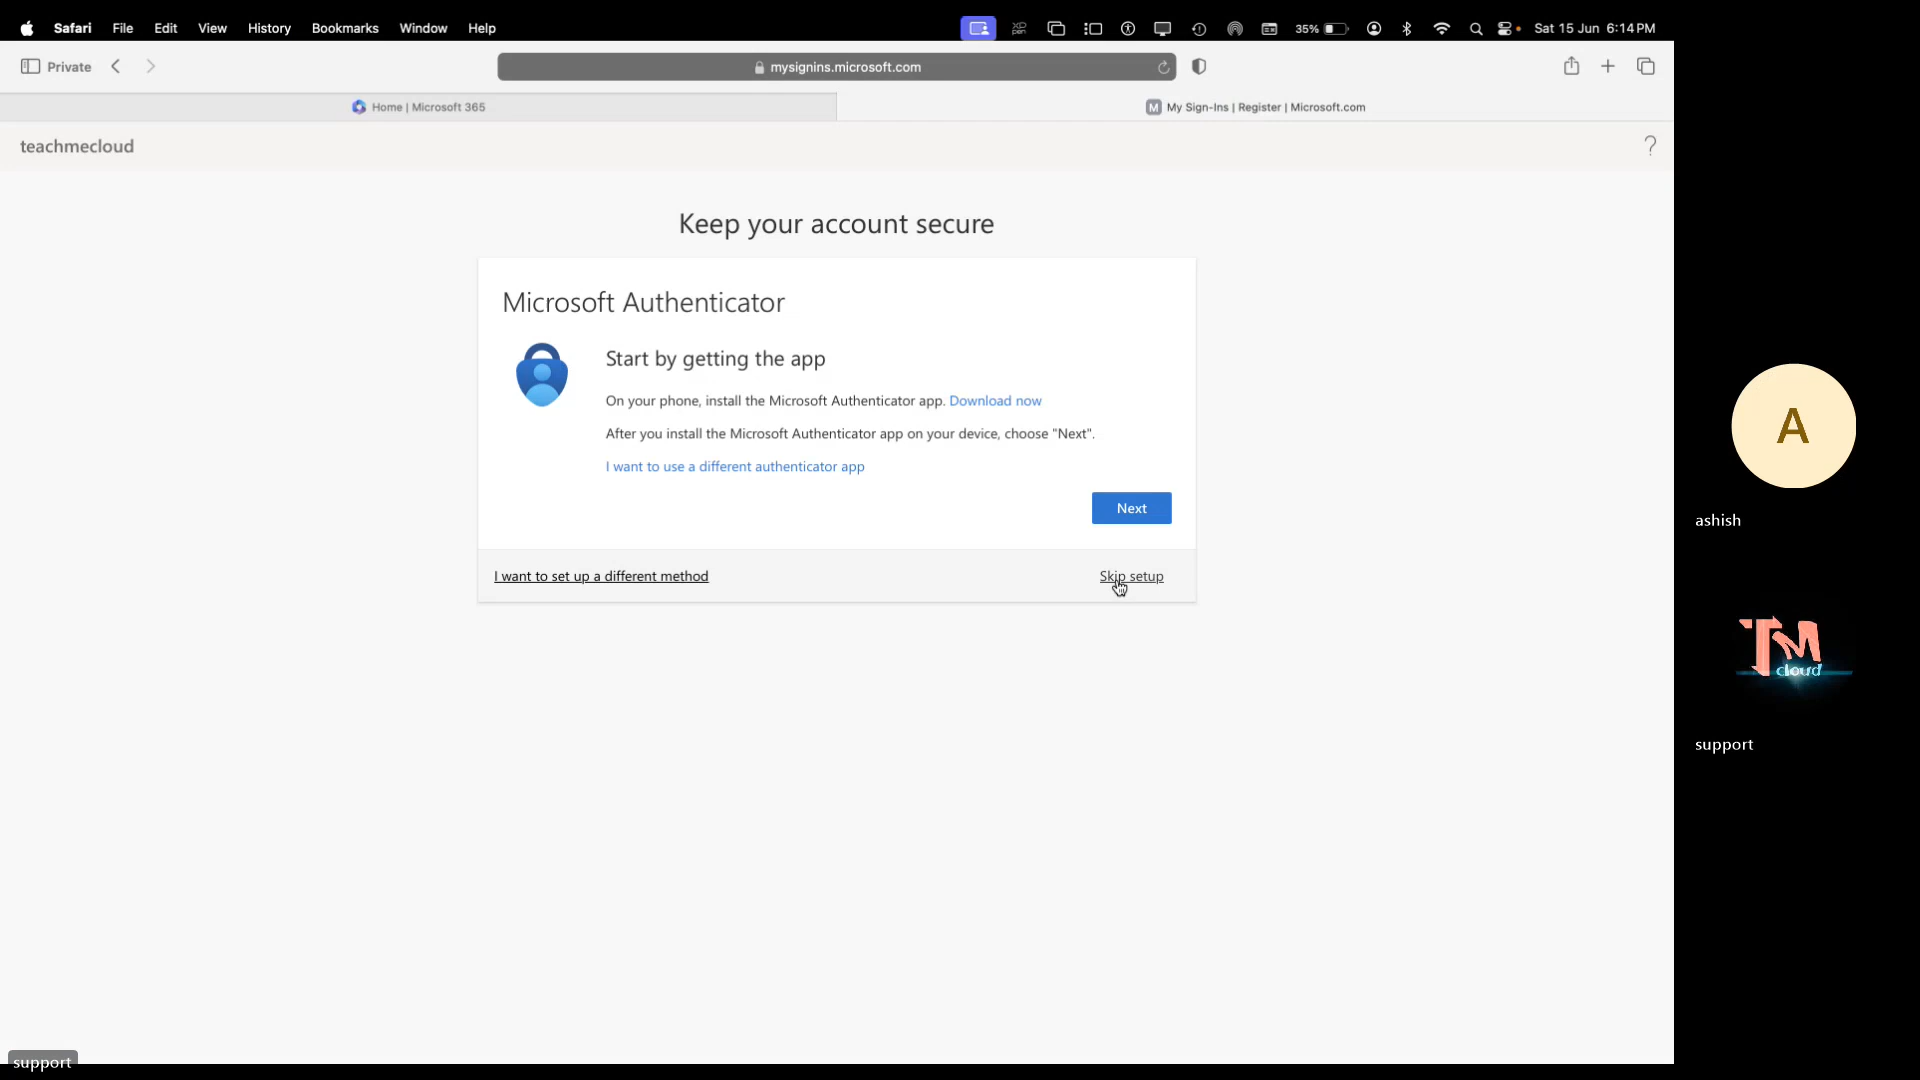 Safari File Edit View History Bookmarks Window Help
XD
pen
35%
Sat 15 Jun 6:14 PM
Private
mysignins.microsoft.com
Home | Microsoft 365
M My Sign-Ins | Register | Microsoft.com
teachmecloud
?
Keep your account secure
Microsoft Authenticator
Start by getting the app
On your phone, install the Microsoft Authenticator app. Download now
After you install the Microsoft Authenticator app on your device, choose "Next".
I want to use a different authenticator app
Next
I want to set up a different method
Skip setup
A
ashish
TM
cloud
support
support